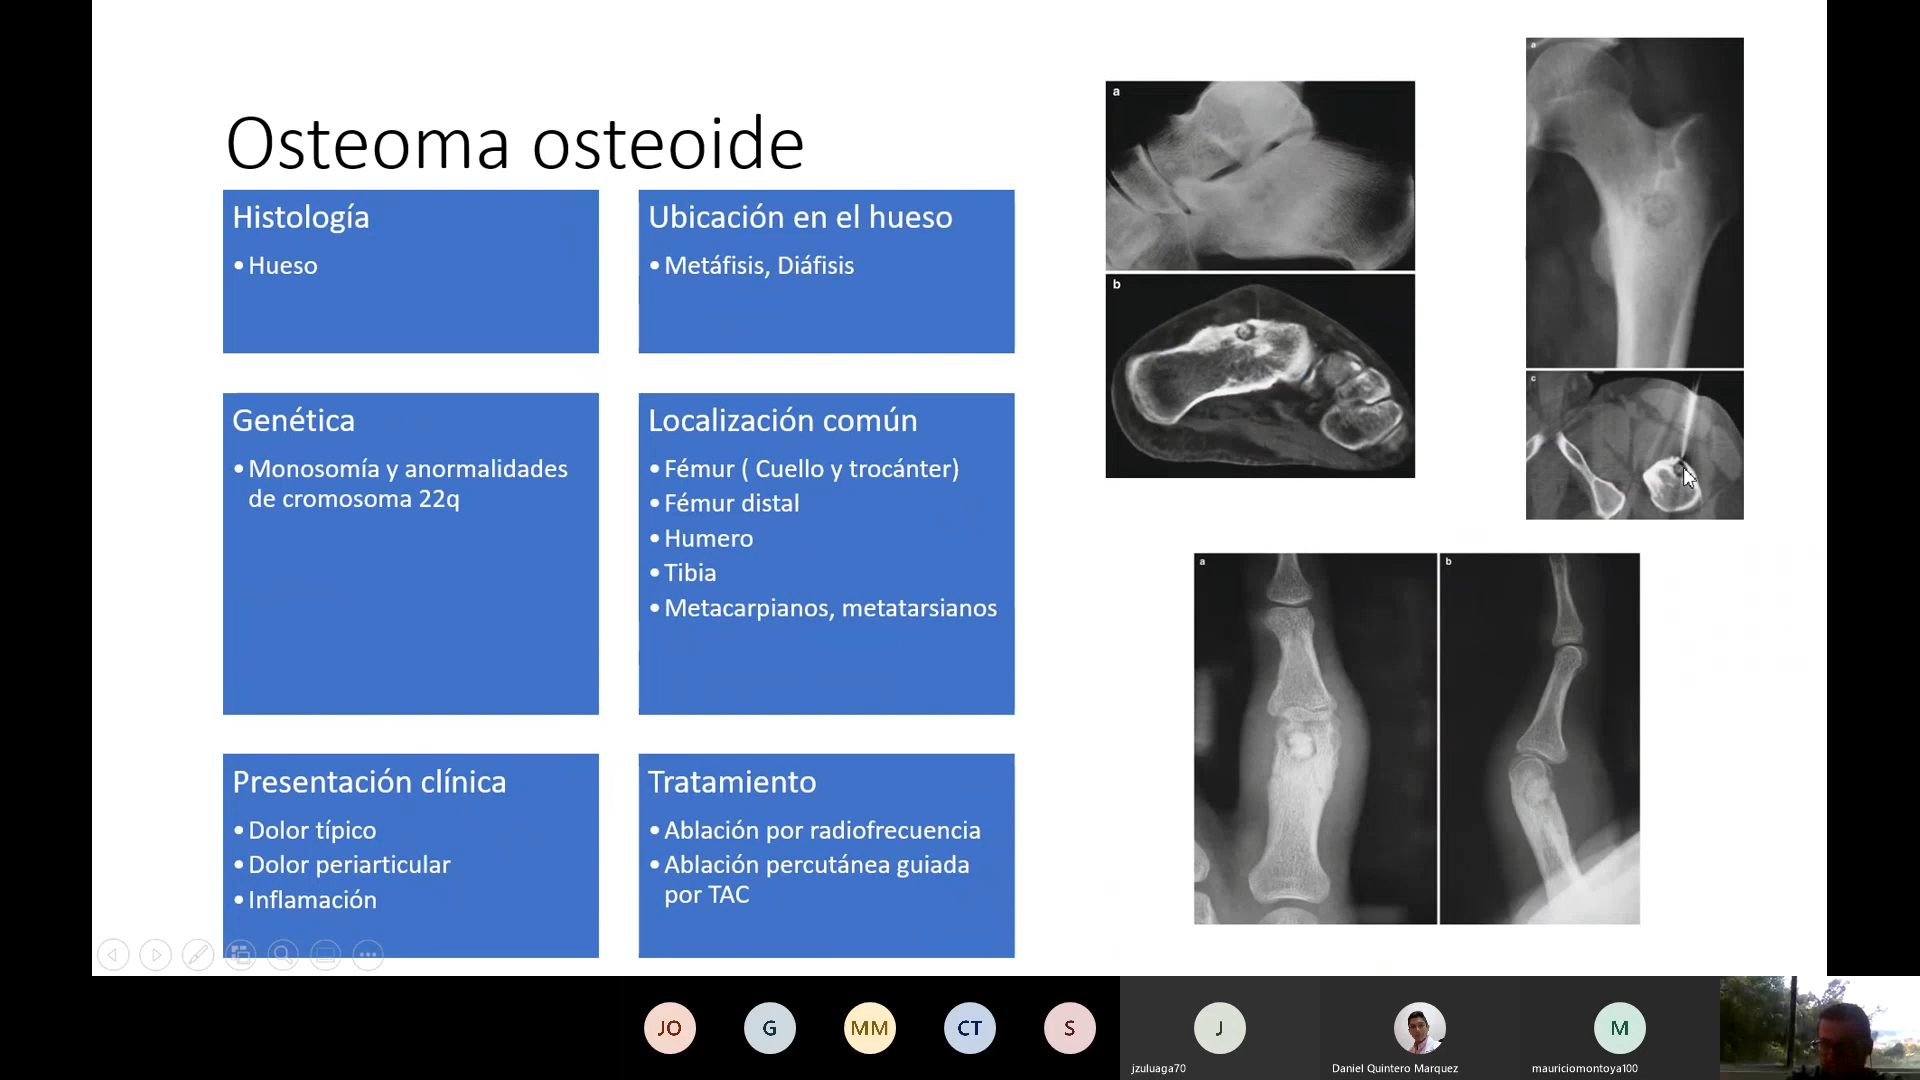 Osteoma osteoide
Histología
•Hueso
Ubicación en el hueso
•Metáfisis, Diáfisis
Genética
•Monosomía y anormalidades
de cromosoma 22q
Localización común
•Fémur ( Cuello y trocánter)
•Fémur distal
•Humero
•Tibia
•Metacarpianos, metatarsianos
Presentación clínica
•Dolor típico
•Dolor periarticular
•Inflamación
Tratamiento
•Ablación por radiofrecuencia
•Ablación percutánea guiada
por TAC
a
b
a
c
a
b
JO
G
MM
CT
S
J
M
jzuluaga70
Daniel Quintero Marquez
mauriciomontoya100